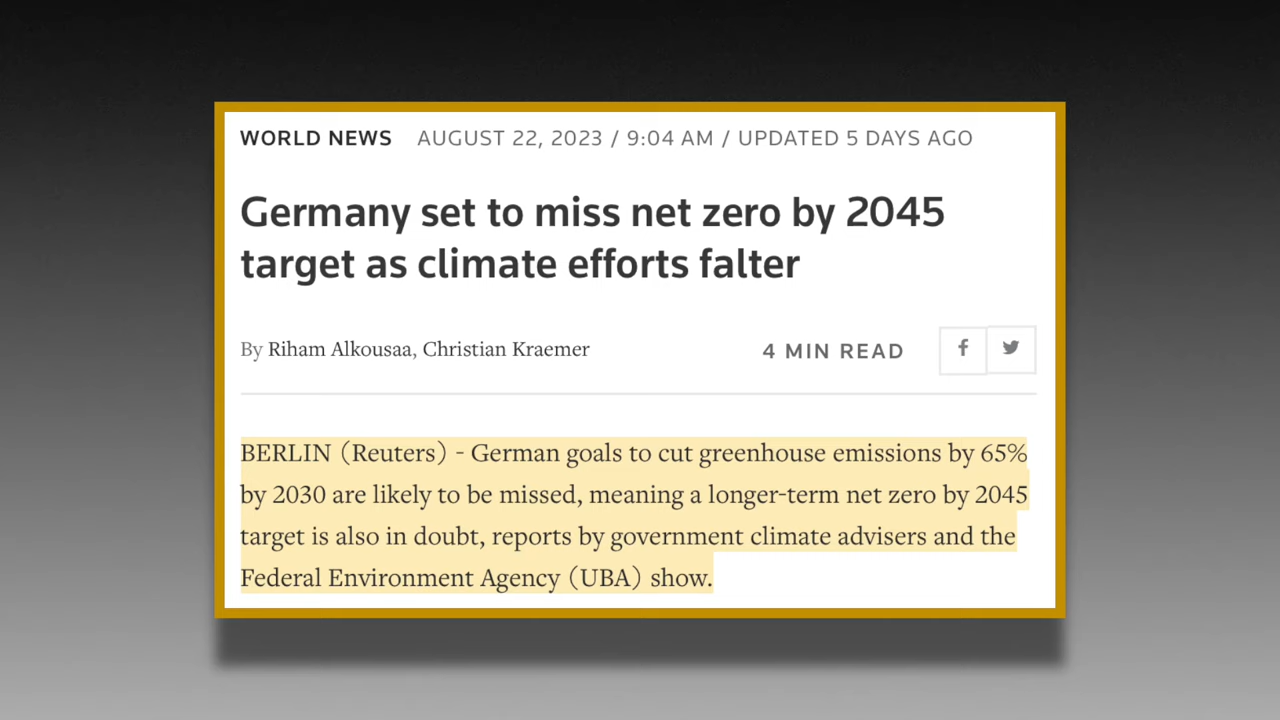 WORLD NEWS AUGUST 22, 2023 / 9:04 AM / UPDATED 5 DAYS AGO
Germany set to miss net zero by 2045
target as climate efforts falter
By Riham Alkousaa, Christian Kraemer 4 MIN READ
BERLIN (Reuters) - German goals to cut greenhouse emissions by 65%
by 2030 are likely to be missed, meaning a longer-term net zero by 2045
target is also in doubt, reports by government climate advisers and the
Federal Environment Agency (UBA) show.